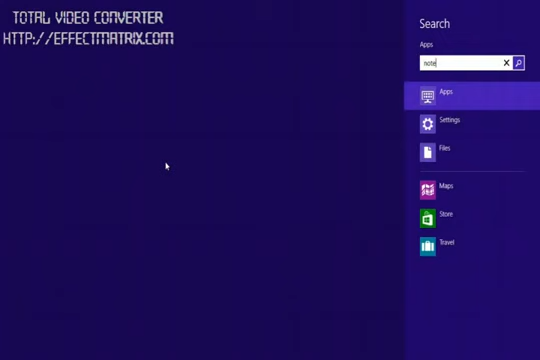 TOTAL VIDEO CONVERTER
HTTP://EFFECTMATRIX.COM
Search
Apps
note
Apps
Settings
Files
Maps
Store
Travel